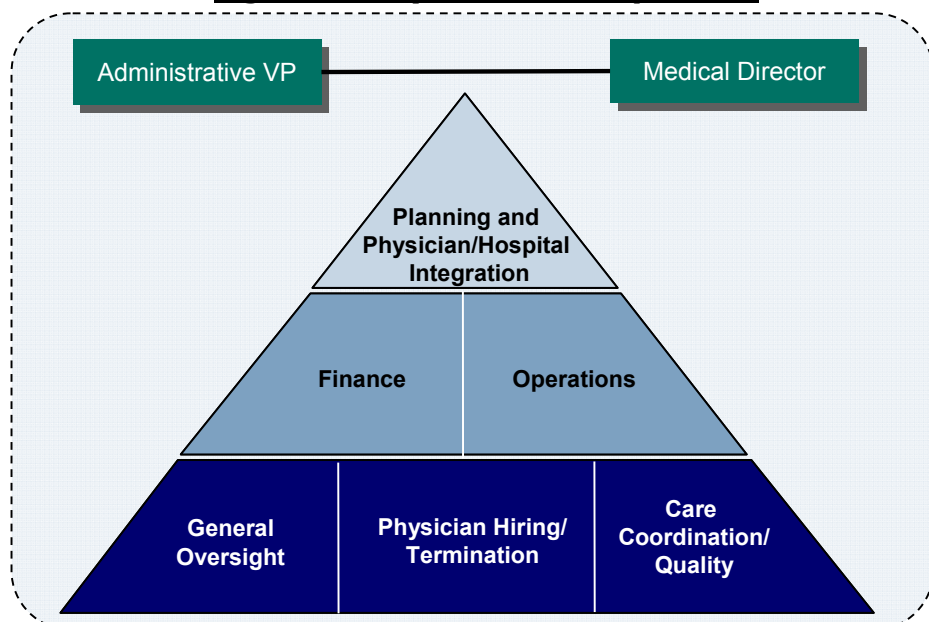 Administrative VP
Medical Director
Planning and
Physician/Hospital
Integration
Finance
Operations
General
Oversight
Physician Hiring/
Termination
Care
Coordination/
Quality